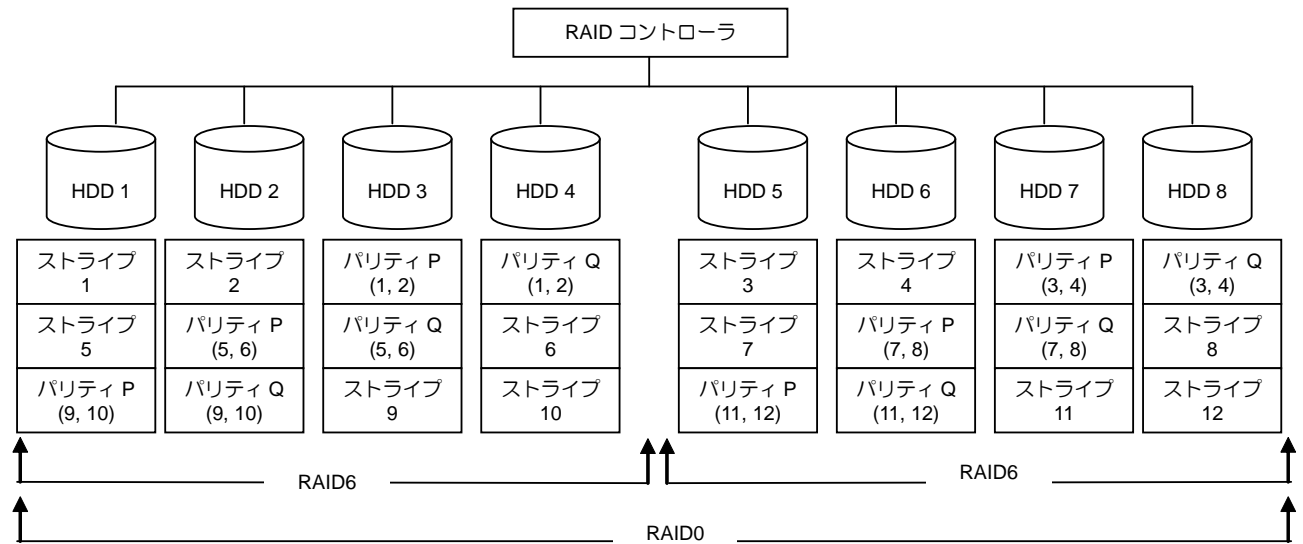 RAID コントローラ
HDD 1
HDD 2
HDD 3
HDD 4
HDD 5
HDD 6
HDD 7
HDD 8
ストライプ
1
ストライプ
2
パリティ P
(1, 2)
パリティ Q
(1, 2)
ストライプ
3
ストライプ
4
パリティ P
(3, 4)
パリティ Q
(3, 4)
ストライプ
5
パリティ P
(5, 6)
パリティ Q
(5, 6)
ストライプ
6
ストライプ
7
パリティ P
(7, 8)
パリティ Q
(7, 8)
ストライプ
8
パリティ P
(9, 10)
パリティ Q
(9, 10)
ストライプ
9
ストライプ
10
パリティ P
(11, 12)
パリティ Q
(11, 12)
ストライプ
11
ストライプ
12
RAID6
RAID6
RAID0